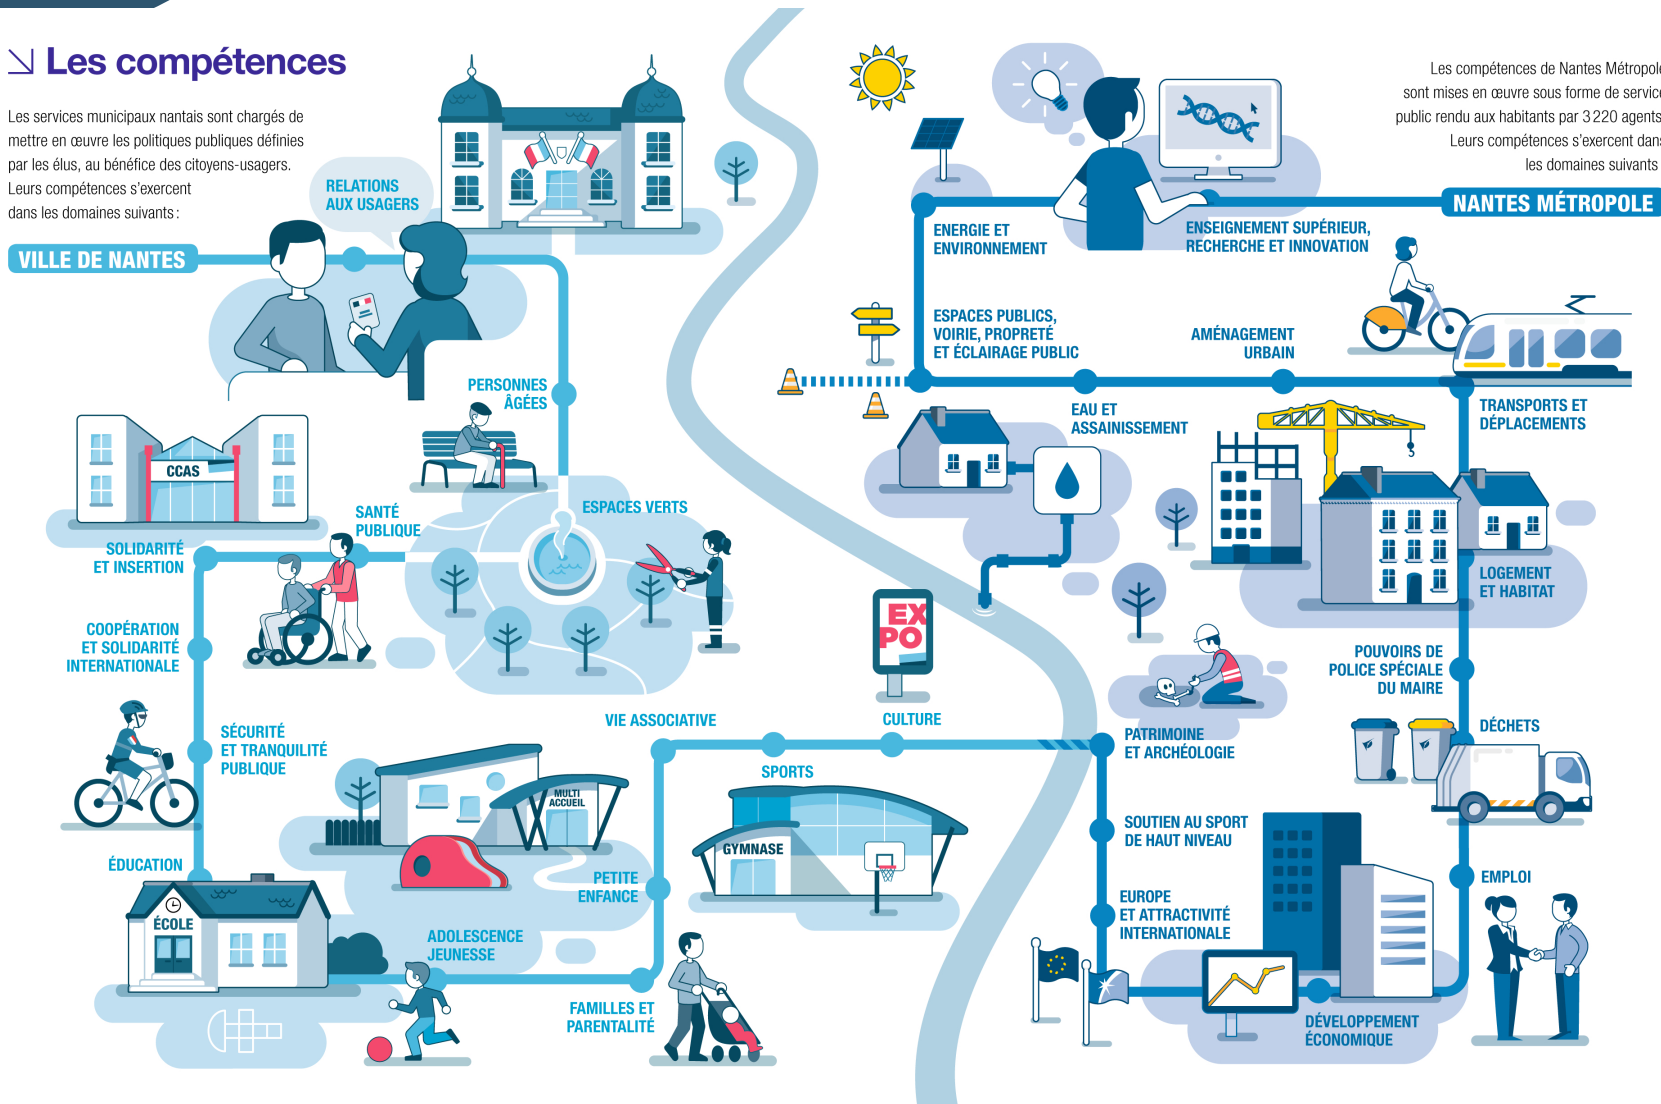 Les compétences
Les services municipaux nantais sont chargés de
mettre en œuvre les politiques publiques définies
par les élus, au bénéfice des citoyens-usagers.
Leurs compétences s'exercent
dans les domaines suivants :
VILLE DE NANTES
RELATIONS
AUX USAGERS
PERSONNES
ÂGÉES
ESPACES VERTS
SANTÉ
PUBLIQUE
CCAS
SOLIDARITÉ
ET INSERTION
COOPÉRATION
ET SOLIDARITÉ
INTERNATIONALE
SÉCURITÉ
ET TRANQUILITÉ
PUBLIQUE
ÉDUCATION
ÉCOLE
ADOLESCENCE
JEUNESSE
FAMILLES ET
PARENTALITÉ
PETITE
ENFANCE
MULTI
ACCUEIL
VIE ASSOCIATIVE
SPORTS
GYMNASE
CULTURE
EX
PO
Les compétences de Nantes Métropole
sont mises en œuvre sous forme de service
public rendu aux habitants par 3 220 agents.
Leurs compétences s'exercent dans
les domaines suivants
NANTES MÉTROPOLE
ENSEIGNEMENT SUPÉRIEUR,
RECHERCHE ET INNOVATION
ENERGIE ET
ENVIRONNEMENT
ESPACES PUBLICS,
VOIRIE, PROPRETÉ
ET ÉCLAIRAGE PUBLIC
EAU ET
ASSAINISSEMENT
AMÉNAGEMENT
URBAIN
TRANSPORTS ET
DÉPLACEMENTS
LOGEMENT
ET HABITAT
POUVOIRS DE
POLICE SPÉCIALE
DU MAIRE
DÉCHETS
EMPLOI
DÉVELOPPEMENT
ÉCONOMIQUE
EUROPE
ET ATTRACTIVITÉ
INTERNATIONALE
SOUTIEN AU SPORT
DE HAUT NIVEAU
PATRIMOINE
ET ARCHÉOLOGIE